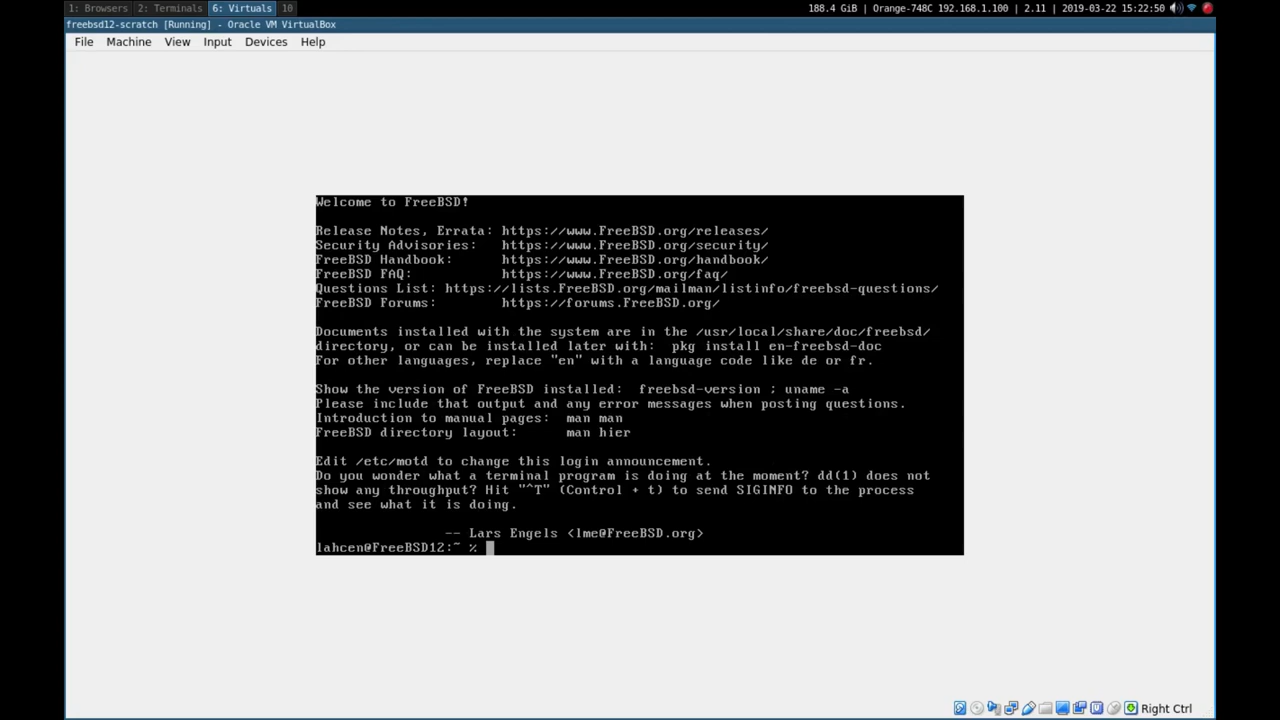 1: Browsers 2: Terminals 6: Virtuals 10 188.4 GiB | Orange-748C 192.168.1.100 | 2.11 | 2019-03-22 15:22:50
freebsd12-scratch [Running] - Oracle VM VirtualBox
File Machine View Input Devices Help
Welcome to FreeBSD!
Release Notes, Errata: https://www.FreeBSD.org/releases/
Security Advisories: https://www.FreeBSD.org/security/
FreeBSD Handbook: https://www.FreeBSD.org/handbook/
FreeBSD FAQ: https://www.FreeBSD.org/faq/
Questions List: https://lists.FreeBSD.org/mailman/listinfo/freebsd-questions/
FreeBSD Forums: https://forums.FreeBSD.org/
Documents installed with the system are in the /usr/local/share/doc/freebsd/
directory, or can be installed later with: pkg install en-freebsd-doc
For other languages, replace "en" with a language code like de or fr.
Show the version of FreeBSD installed: freebsd-version ; uname -a
Please include that output and any error messages when posting questions.
Introduction to manual pages: man man
FreeBSD directory layout: man hier
Edit /etc/motd to change this login announcement.
Do you wonder what a terminal program is doing at the moment? dd(1) does not
show any throughput? Hit "^T" (Control + t) to send SIGINFO to the process
and see what it is doing.
-- Lars Engels <lme@FreeBSD.org>
lahcen@FreeBSD12:~ %
Right Ctrl